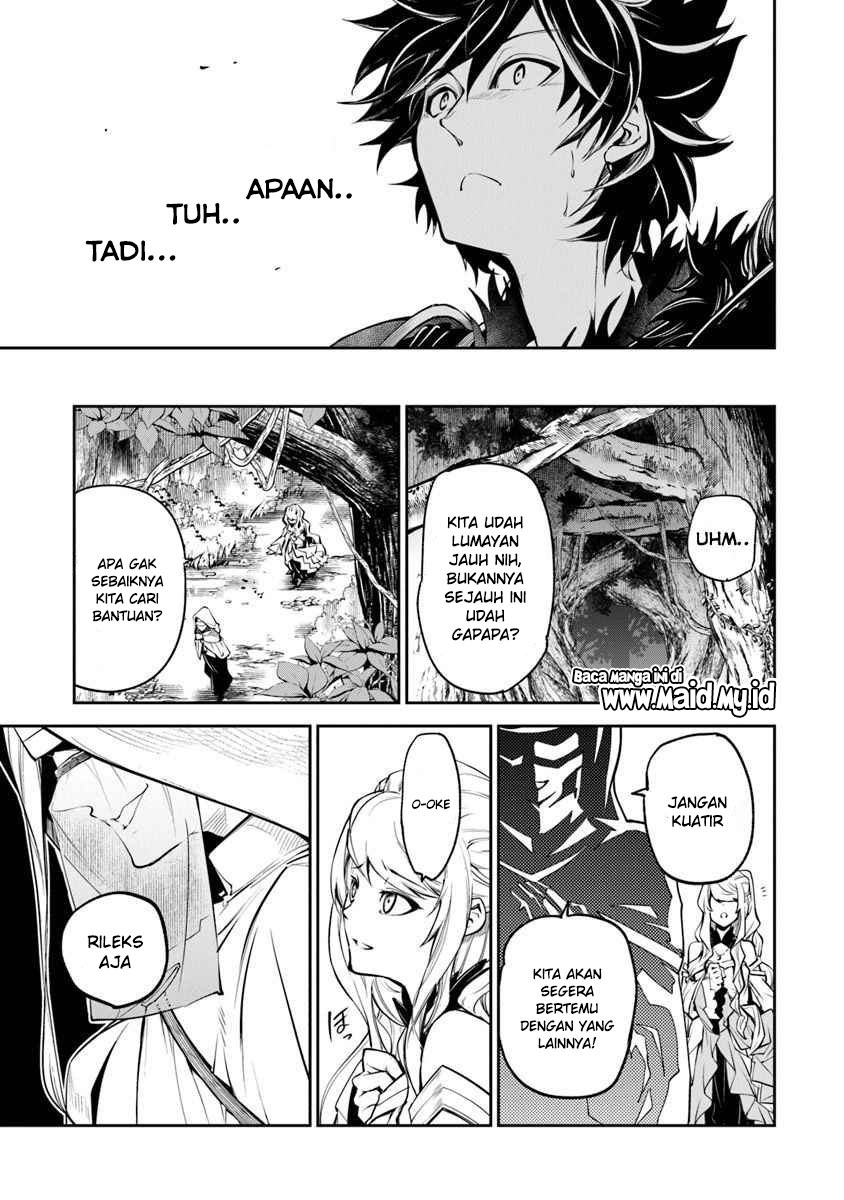 APAAN..
TUH..
TADI...
UHM..
KITA UDAH
LUMAYAN
JAUH NIH,
BUKANNYA
SEJAUH INI
UDAH
GAPAPA?
APA GAK
SEBAIKNYA
KITA CARI
BANTUAN?
Baca Manga ini di
www.Maid.My.id
JANGAN
KUATIR
KITA AKAN
SEGERA
BERTEMU
DENGAN YANG
LAINNYA!
O-OKE
ほっ
RILEKS
AJA